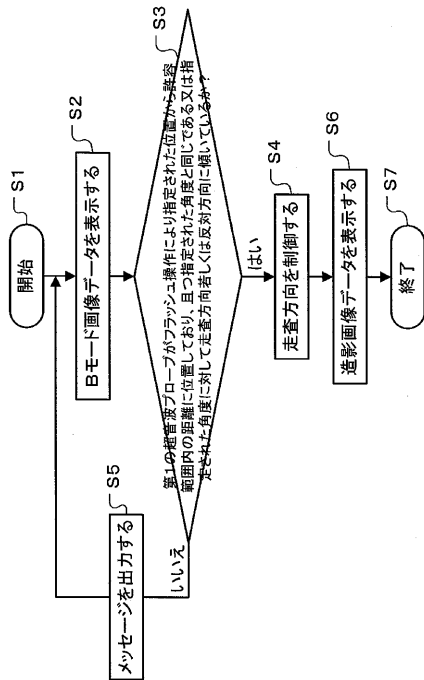 S1
開始
S2
Bモード画像データを表示する
S3
第1の超音波プローブがフラッシュ操作により指定された位置から許容
範囲内の距離に位置しており、且つ指定された角度と同じである又は指
定された角度に対して走査方向若しくは反対方向に傾いているか?
はい
いいえ
S4
走査方向を制御する
S5
メッセージを出力する
S6
造影画像データを表示する
S7
終了